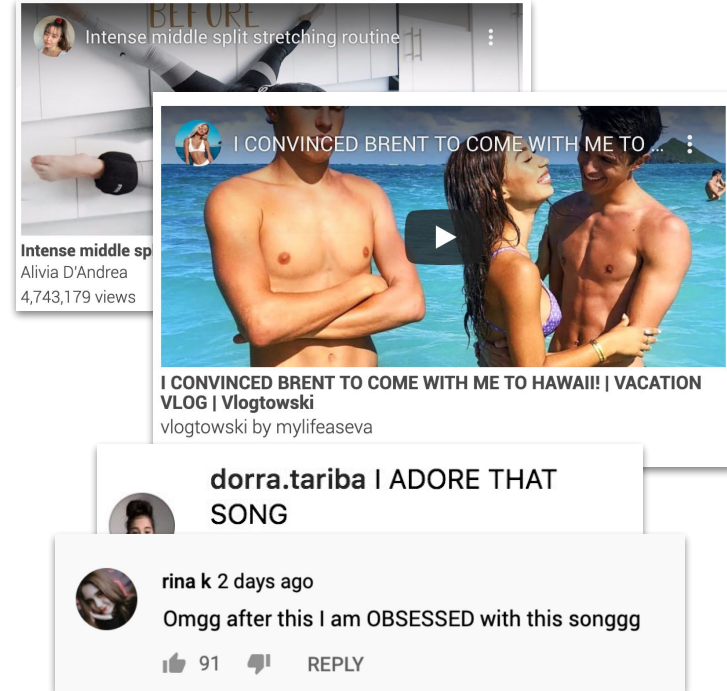 BEFORE
Intense middle split stretching routine
I CONVINCED BRENT TO COME WITH ME TO ...
Intense middle sp
Alivia D'Andrea
4,743,179 views
I CONVINCED BRENT TO COME WITH ME TO HAWAII! | VACATION
VLOG | Vlogtowski
vlogtowski by mylifeaseva
dorra.tariba I ADORE THAT
SONG
rina k 2 days ago
Omgg after this I am OBSESSED with this songgg
91 REPLY